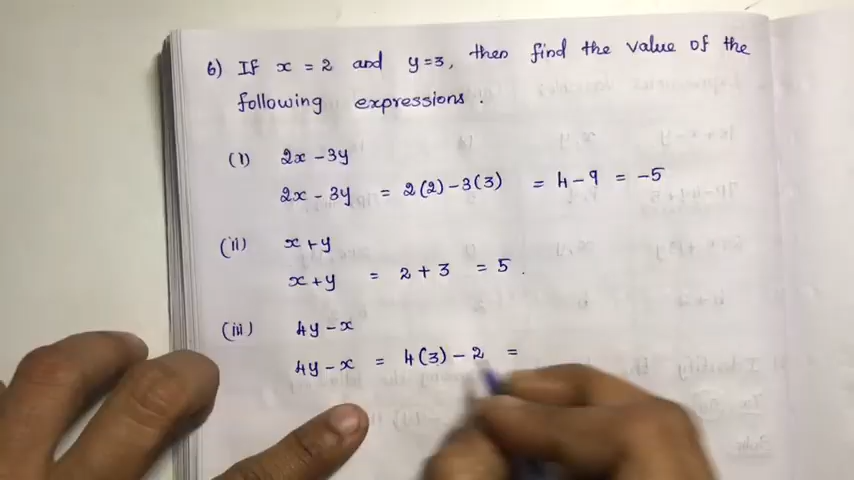 6) If x = 2 and y=3, then find the value of the
following expressions.
(i) 2x - 3y
2x - 3y = 2(2) - 3(3) = 4 - 9 = -5
(ii) x + y
x + y = 2 + 3 = 5.
(iii) 4y - x
4y - x = 4(3) - 2 =